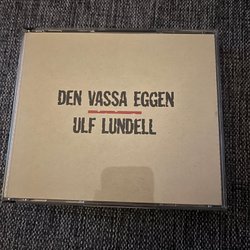 DEN VASSA EGGEN
ULF LUNDELL